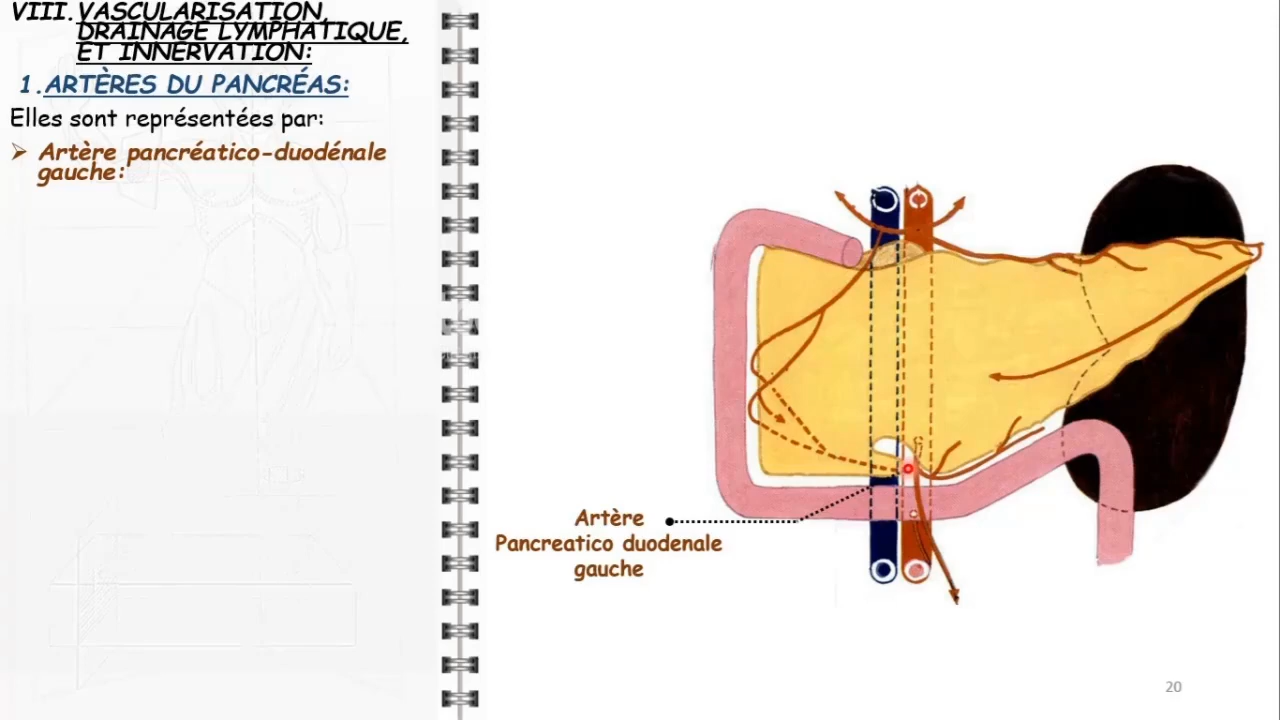 VIII. VASCULARISATION,
DRAINAGE LYMPHATIQUE,
ET INNERVATION:
1. ARTÈRES DU PANCRÉAS:
Elles sont représentées par:
➢ Artère pancréatico-duodénale
gauche:
Artère
Pancreatico duodenale
gauche
20